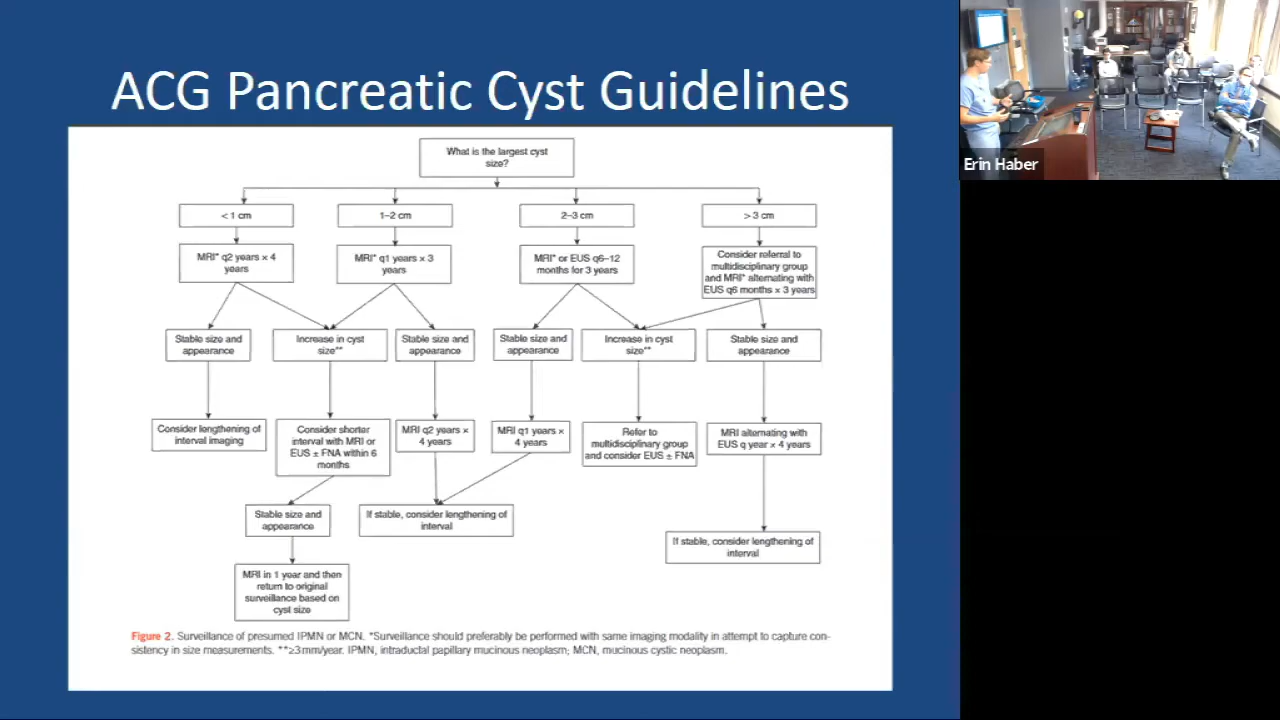 ACG Pancreatic Cyst Guidelines
Erin Haber
What is the largest cyst
size?
< 1 cm
1–2 cm
2–3 cm
> 3 cm
MRI* q2 years × 4
years
MRI* q1 years × 3
years
MRI* or EUS q6–12
months for 3 years
Consider referral to
multidisciplinary group
and MRI* alternating with
EUS q6 months × 3 years
Stable size and
appearance
Increase in cyst
size**
Stable size and
appearance
Stable size and
appearance
Increase in cyst
size**
Stable size and
appearance
Consider lengthening of
interval imaging
Consider shorter
interval with MRI or
EUS ± FNA within 6
months
MRI q2 years ×
4 years
MRI q1 years ×
4 years
Refer to
multidisciplinary group
and consider EUS ± FNA
MRI alternating with
EUS q year × 4 years
Stable size and
appearance
If stable, consider lengthening of
interval
If stable, consider lengthening of
interval
MRI in 1 year and then
return to original
surveillance based on
cyst size
Figure 2. Surveillance of presumed IPMN or MCN. *Surveillance should preferably be performed with same imaging modality in attempt to capture con-
sistency in size measurements. **≥3 mm/year. IPMN, intraductal papillary mucinous neoplasm; MCN, mucinous cystic neoplasm.